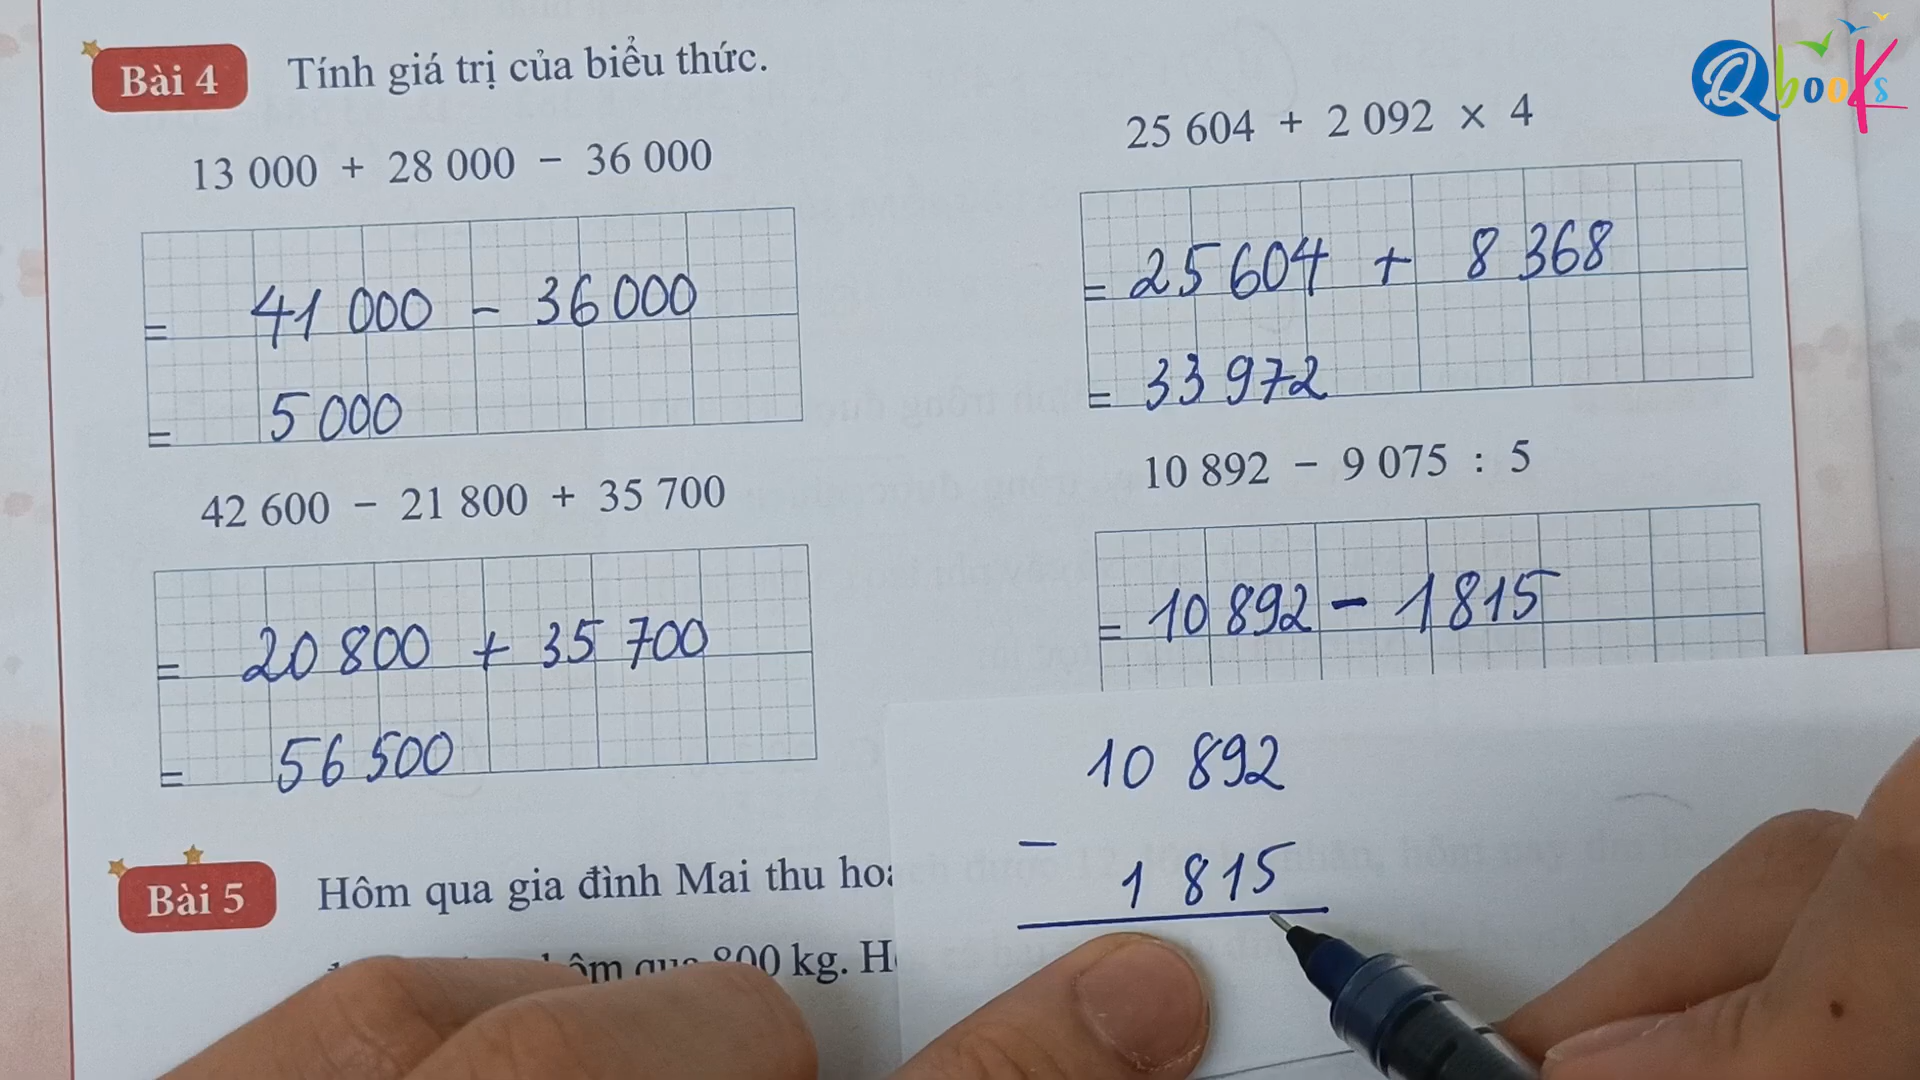 Qbooks
Bài 4 Tính giá trị của biểu thức.
13 000 + 28 000 − 36 000
= 41 000 − 36 000
= 5 000
42 600 − 21 800 + 35 700
= 20 800 + 35 700
= 56 500
25 604 + 2 092 × 4
= 25 604 + 8 368
= 33 972
10 892 − 9 075 : 5
= 10 892 − 1 815
10 892
−
1 815
Bài 5 Hôm qua gia đình Mai thu
qua 800 kg.